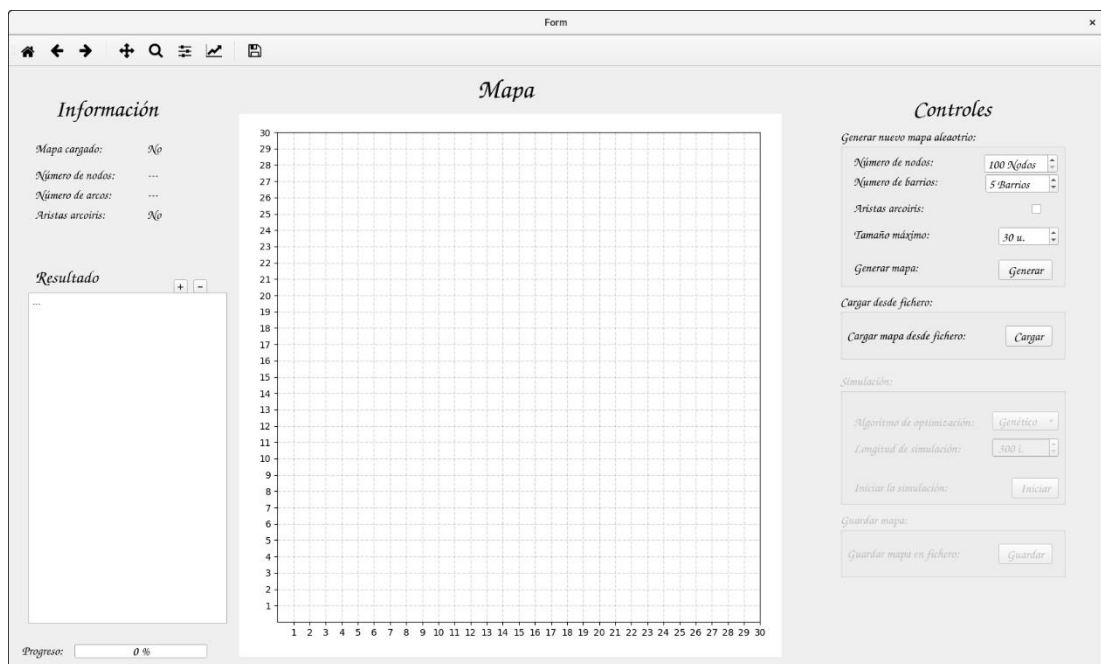 Form
Mapa
Información
Mapa cargado: No
Número de nodos: ---
Número de arcos: ---
Aristas arcoíris: No
Resultado
+ -
---
Progreso: 0 %
30
29
28
27
26
25
24
23
22
21
20
19
18
17
16
15
14
13
12
11
10
9
8
7
6
5
4
3
2
1
1 2 3 4 5 6 7 8 9 10 11 12 13 14 15 16 17 18 19 20 21 22 23 24 25 26 27 28 29 30
Controles
Generar nuevo mapa aleaotrio:
Número de nodos: 100 Nodos
Numero de barrios: 5 Barrios
Aristas arcoíris:
Tamaño máximo: 30 u.
Generar mapa: Generar
Cargar desde fichero:
Cargar mapa desde fichero: Cargar
Simulación:
Algoritmo de optimización: Genético
Longitud de simulación: 300 i.
Iniciar la simulación: Iniciar
Guardar mapa:
Guardar mapa en fichero: Guardar